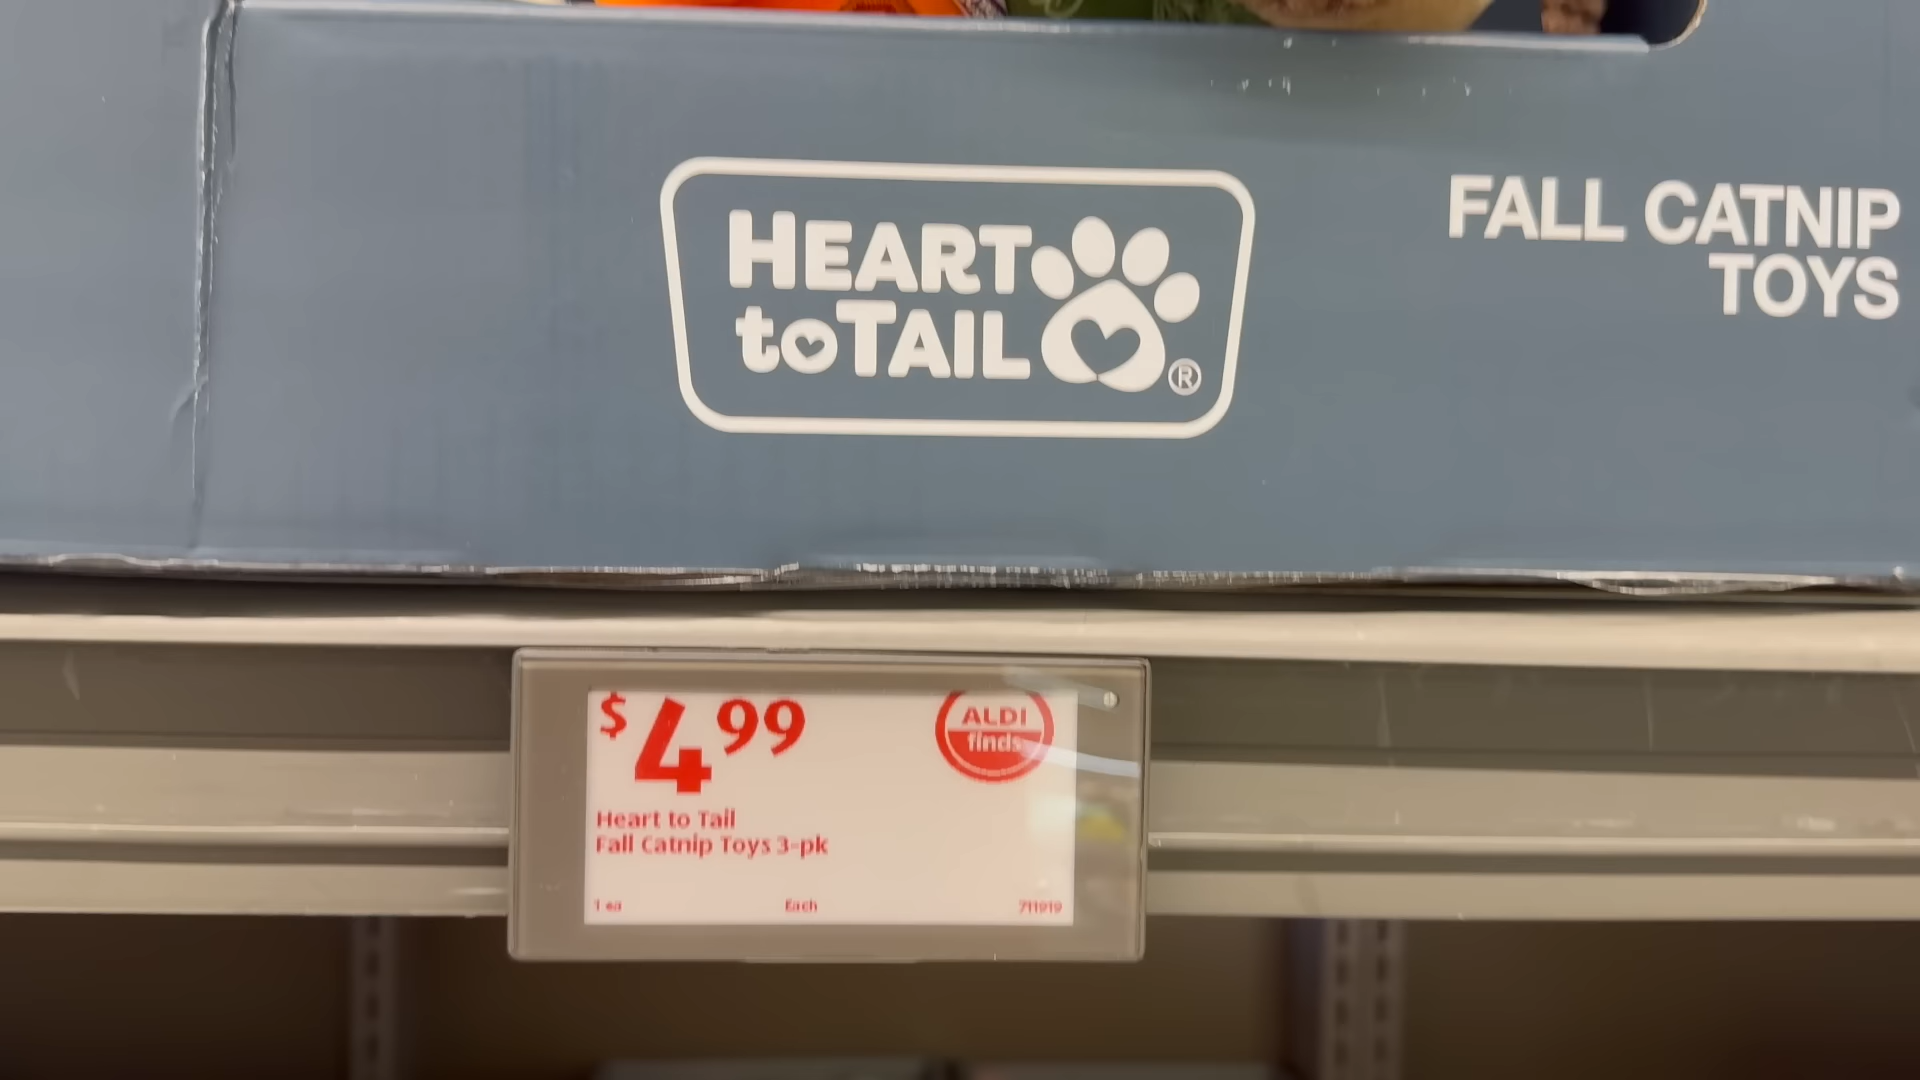 HEART
to TAIL
®
FALL CATNIP
TOYS
$4 99
ALDI
finds
Heart to Tail
Fall Catnip Toys 3-pk
1 ea Each 711919